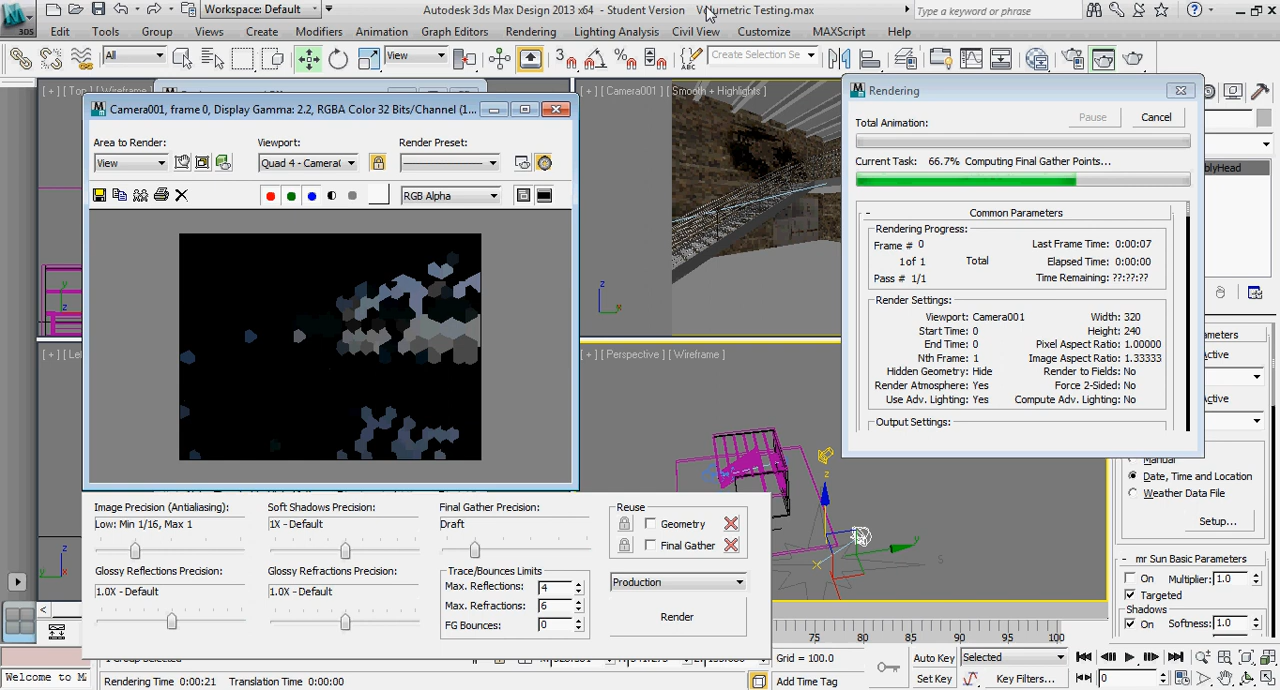 Workspace: Default
Autodesk 3ds Max Design 2013 x64 - Student Version
Volumetric Testing.max
Type a keyword or phrase
3DS
Edit Tools Group Views Create Modifiers Animation Graph Editors Rendering Lighting Analysis Civil View Customize MAXScript Help
All
View
Create Selection Se
[ + ] [ Top ] [ Wireframe
[ + ] [ Camera001 ] [ Smooth + Highlights ]
Camera001, frame 0, Display Gamma: 2.2, RGBA Color 32 Bits/Channel (1...
Area to Render:
Viewport:
Render Preset:
View
Quad 4 - Camera(
RGB Alpha
Rendering
Total Animation:
Pause
Cancel
Current Task: 66.7% Computing Final Gather Points...
Common Parameters
Rendering Progress:
Frame # 0
Last Frame Time: 0:00:07
1 of 1 Total
Elapsed Time: 0:00:00
Pass # 1/1
Time Remaining: ??:??:??
Render Settings:
Viewport: Camera001
Width: 320
Start Time: 0
Height: 240
End Time: 0
Pixel Aspect Ratio: 1.00000
Nth Frame: 1
Image Aspect Ratio: 1.33333
Hidden Geometry: Hide
Render to Fields: No
Render Atmosphere: Yes
Force 2-Sided: No
Use Adv. Lighting: Yes
Compute Adv. Lighting: No
Output Settings:
blyHead
ameters
ctive
ctive
[ + ] [ Le
[ + ] [ Perspective ] [ Wireframe ]
Manual
Date, Time and Location
Weather Data File
Setup...
mr Sun Basic Parameters
On
Multiplier: 1.0
Targeted
Shadows
On
Softness: 1.0
Image Precision (Antialiasing):
Low: Min 1/16, Max 1
Soft Shadows Precision:
1X - Default
Final Gather Precision:
Draft
Reuse
Geometry
Final Gather
Glossy Reflections Precision:
1.0X - Default
Glossy Refractions Precision:
1.0X - Default
Trace/Bounces Limits
Max. Reflections: 4
Max. Refractions: 6
FG Bounces: 0
Production
Render
75 80 85 90 95 100
Grid = 100.0
Auto Key
Selected
Set Key
Key Filters...
0
Welcome to M
Rendering Time 0:00:21
Translation Time 0:00:00
Add Time Tag